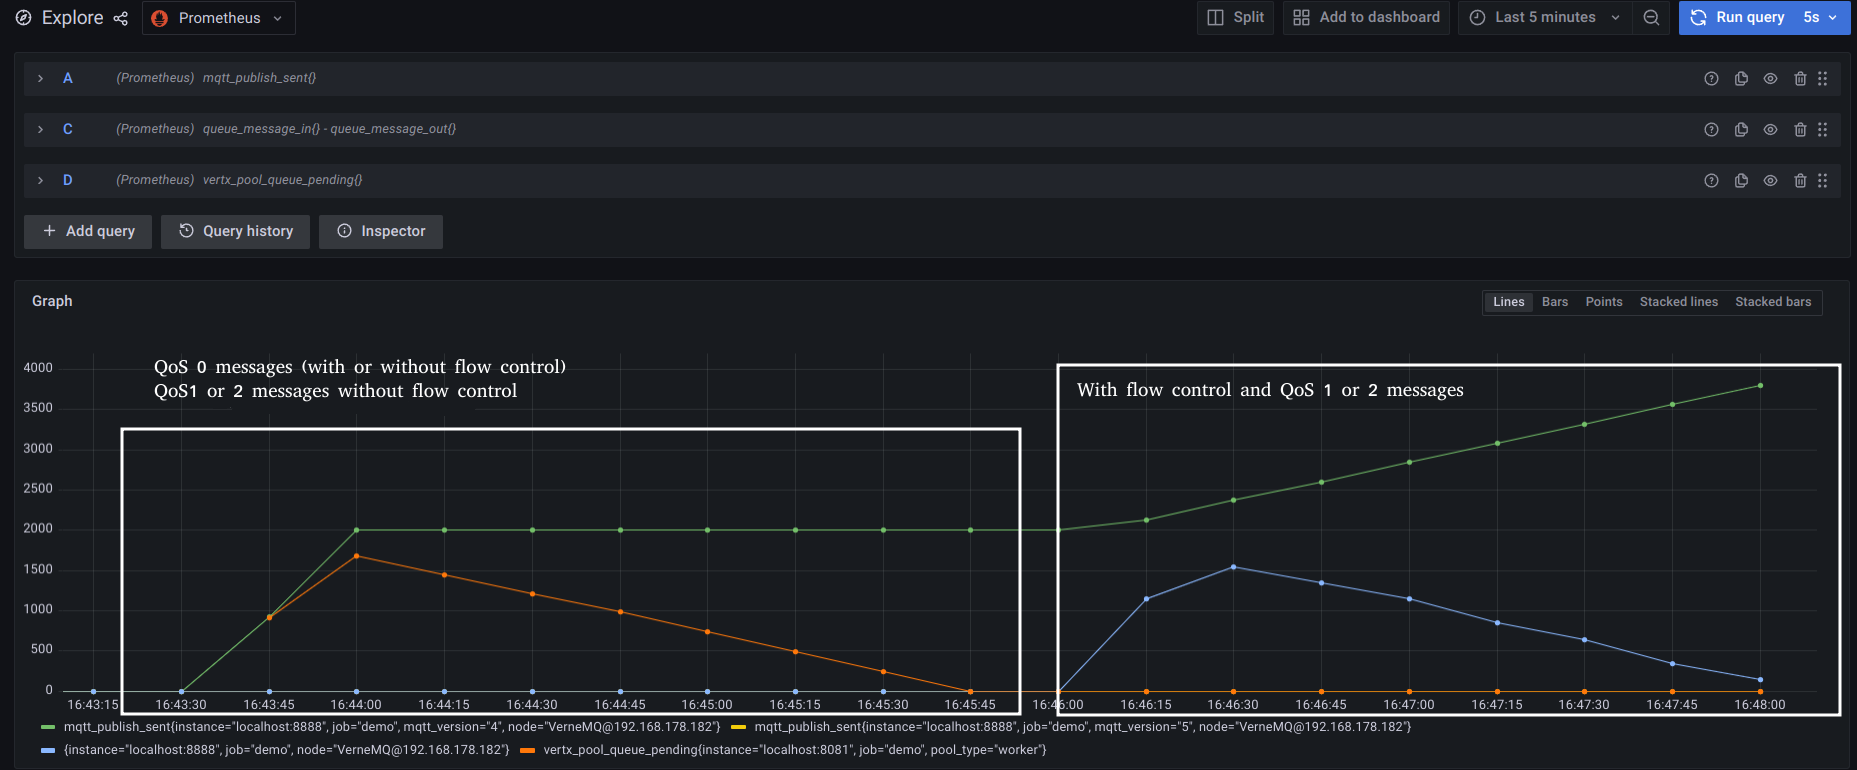 Explore
Prometheus
Split
Add to dashboard
Last 5 minutes
Run query 5s
A (Prometheus) mqtt_publish_sent{}
C (Prometheus) queue_message_in{} - queue_message_out{}
D (Prometheus) vertx_pool_queue_pending{}
+ Add query
Query history
Inspector
Graph
Lines Bars Points Stacked lines Stacked bars
QoS 0 messages (with or without flow control)
QoS1 or 2 messages without flow control
With flow control and QoS 1 or 2 messages
4000
3500
3000
2500
2000
1500
1000
500
0
16:43:15 16:43:30 16:43:45 16:44:00 16:44:15 16:44:30 16:44:45 16:45:00 16:45:15 16:45:30 16:45:45 16:46:00 16:46:15 16:46:30 16:46:45 16:47:00 16:47:15 16:47:30 16:47:45 16:48:00
mqtt_publish_sent{instance="localhost:8888", job="demo", mqtt_version="4", node="VerneMQ@192.168.178.182"} mqtt_publish_sent{instance="localhost:8888", job="demo", mqtt_version="5", node="VerneMQ@192.168.178.182"}
{instance="localhost:8888", job="demo", node="VerneMQ@192.168.178.182"} vertx_pool_queue_pending{instance="localhost:8081", job="demo", pool_type="worker"}